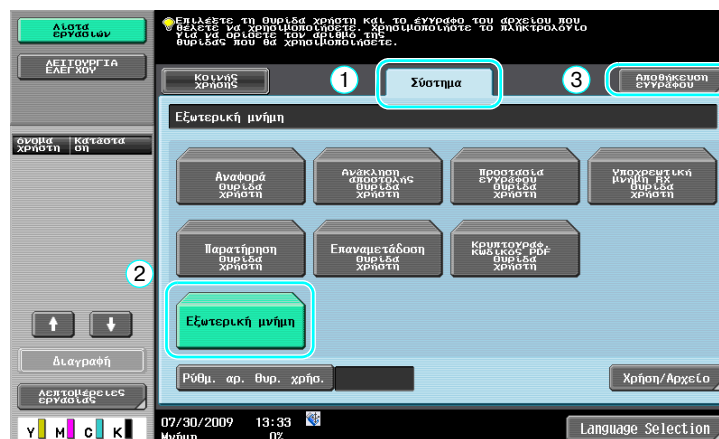 Λίστα
εργασιών
ΛΕΙΤΟΥΡΓΙΑ
ΕΛΕΓΧΟΥ
Επιλέξτε τη θυρίδα χρήστη και το έγγραφο του αρχείου που
θέλετε να χρησιμοποιήσετε. Χρησιμοποιήστε το πληκτρολόγιο
για να ορίσετε τον αριθμό της
θυρίδας που θα χρησιμοποιήσετε.
Κοινής
χρήσης
1
Σύστημα
3
Αποθήκευση
εγγράφου
Εξωτερική μνήμη
όνομα
χρήστη
Κατάστα
ση
Αναφορά
θυρίδα
χρήστη
Ανάκληση
αποστολής
θυρίδα
χρήστη
Προστασία
εγγράφου
θυρίδα
χρήστη
Υποχρεωτική
μνήμη RX
θυρίδα
χρήστη
Παρατήρηση
θυρίδα
χρήστη
Επαναμετάδοση
θυρίδα
χρήστη
Κρυπτογράφ.
κωδικός PDF
θυρίδα
χρήστη
2
Εξωτερική μνήμη
Διαγραφή
Λεπτομέρειες
εργασίας
Ρύθμ. αρ. θυρ. χρήσ.
Χρήση/Αρχείο
Y M C K
07/30/2009 13:33
Μνήμη 0%
Language Selection